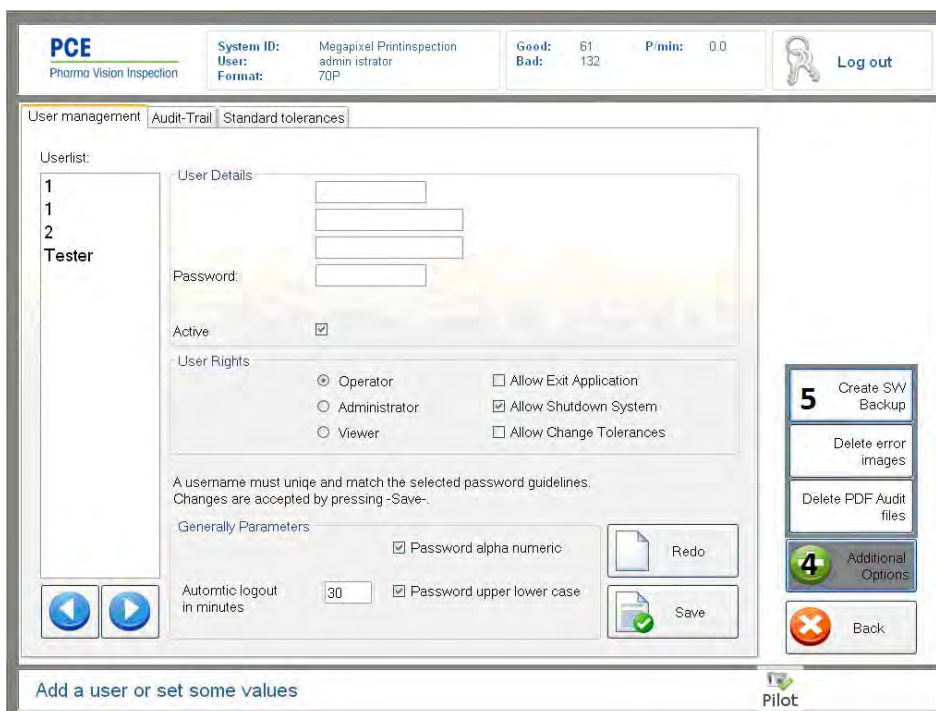 PCE
Pharma Vision Inspection
System ID: Megapixel Printinspection
User: admin istrator
Format: 70P
Good: 61 P/min: 0.0
Bad: 132
Log out
User management Audit-Trail Standard tolerances
Userlist:
1
1
2
Tester
User Details
Password:
Active
User Rights
Operator Allow Exit Application
Administrator Allow Shutdown System
Viewer Allow Change Tolerances
A username must uniqe and match the selected password guidelines.
Changes are accepted by pressing -Save-.
Generally Parameters
Password alpha numeric
Automtic logout
in minutes
30 Password upper lower case
Redo
Save
5 Create SW
Backup
Delete error
images
Delete PDF Audit
files
4 Additional
Options
Back
Add a user or set some values
Pilot